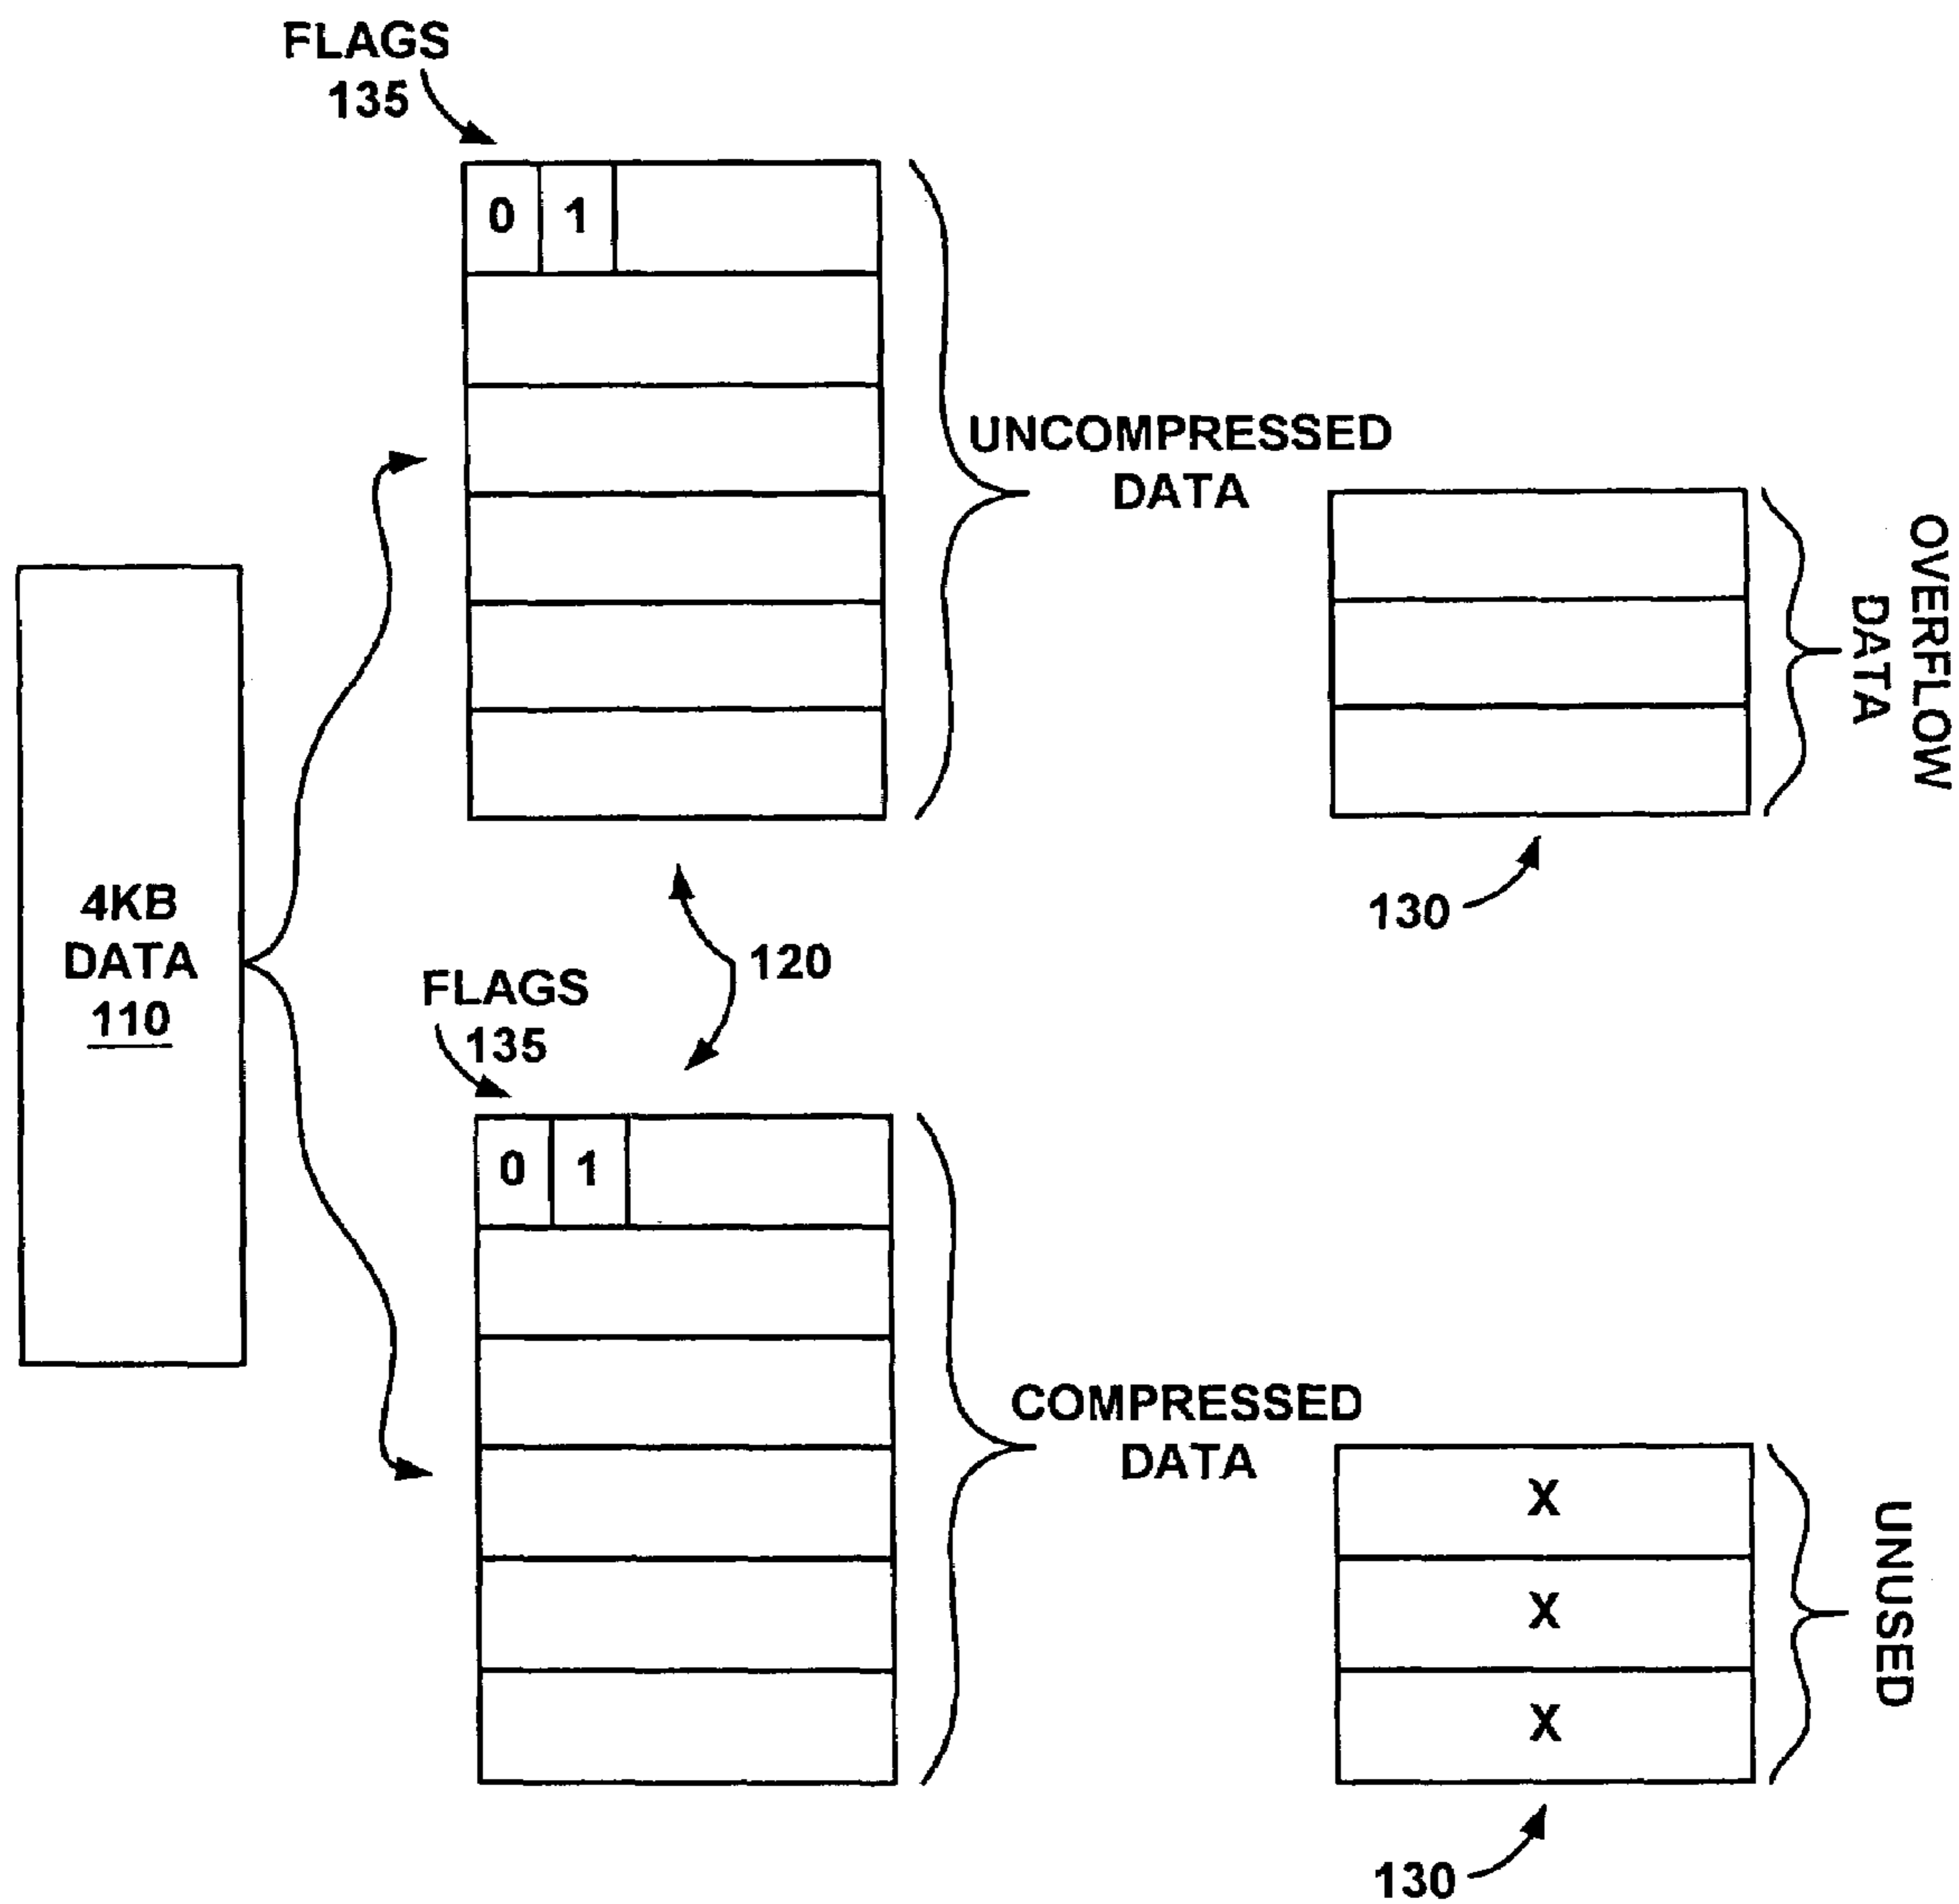 FLAGS
135
0 1
UNCOMPRESSED
DATA
OVERFLOW
DATA
130
4KB
DATA
110
120
FLAGS
135
0 1
COMPRESSED
DATA
X
X
X
UNUSED
130